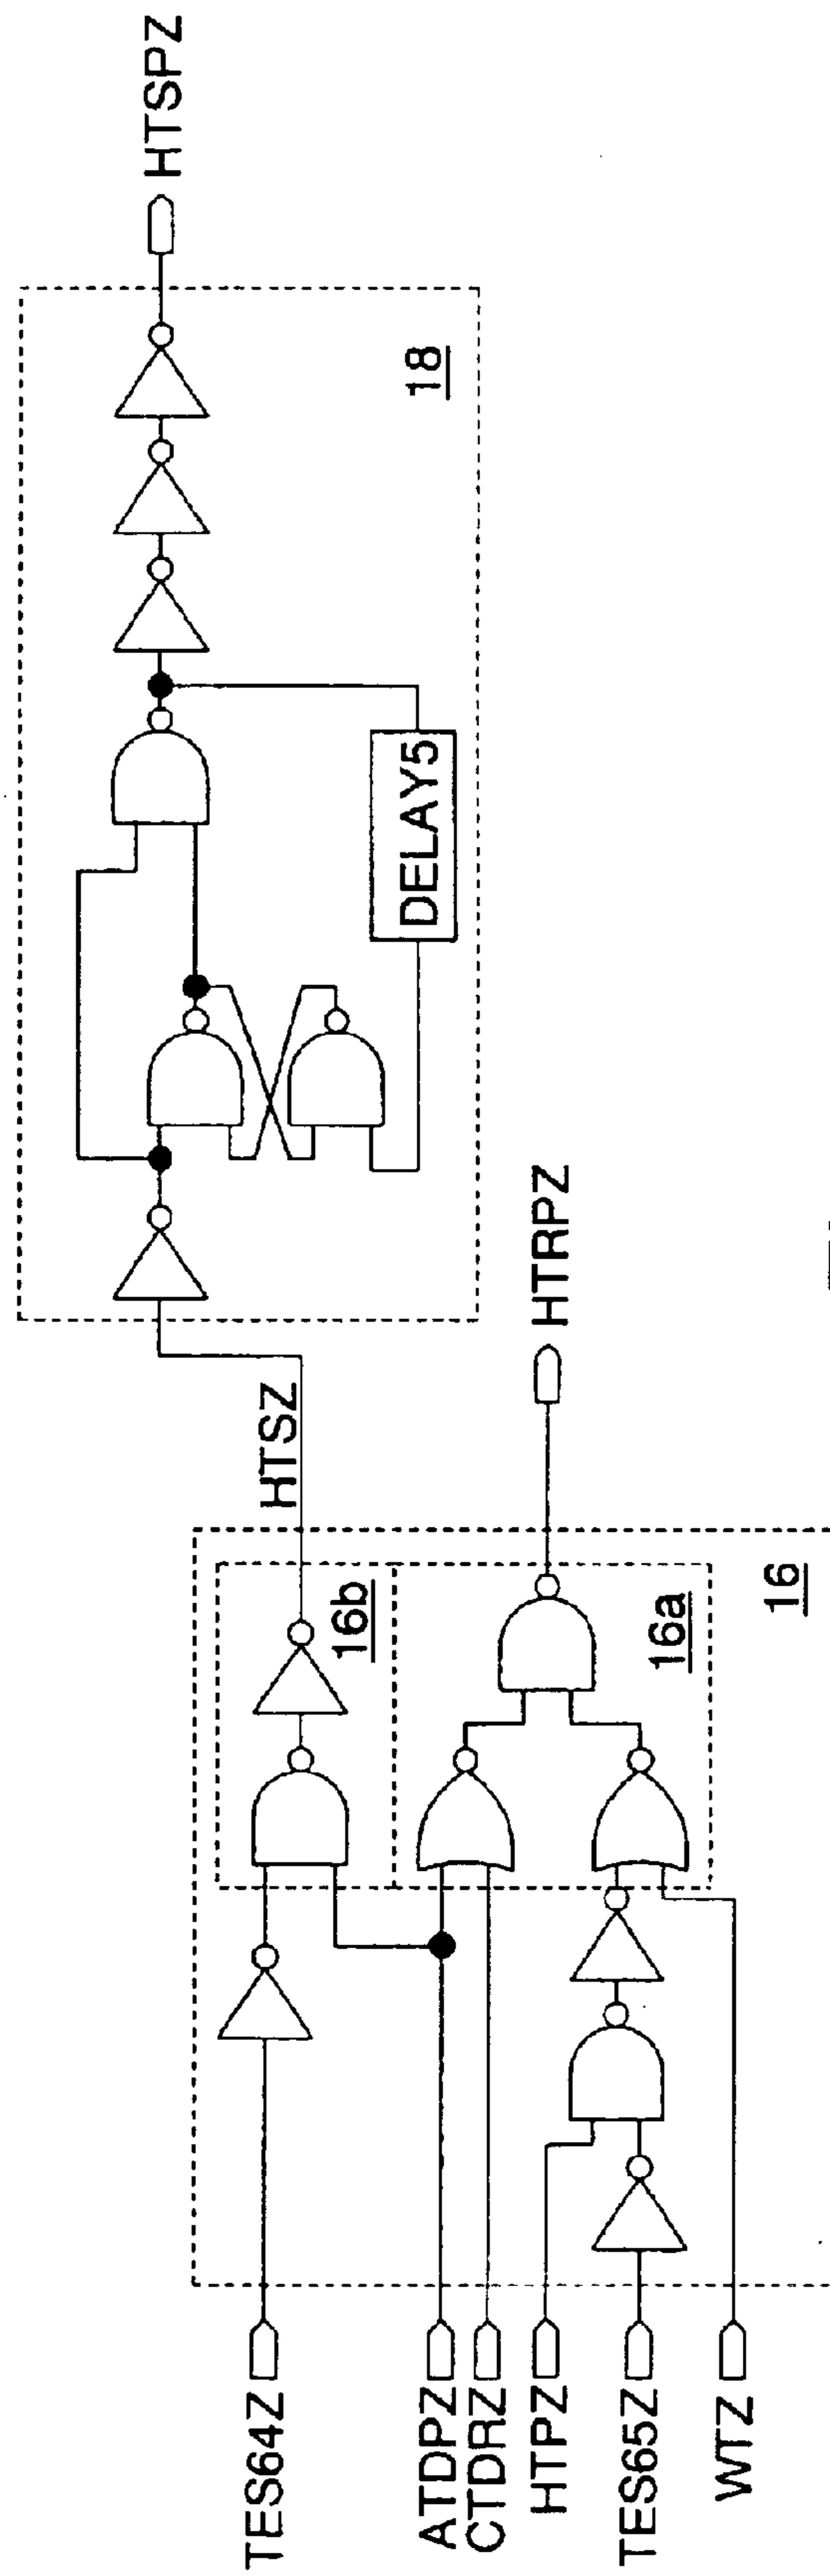 TES64Z
ATDPZ
CTDRZ
HTPZ
TES65Z
WTZ
16b
16a
16
HTSZ
HTRPZ
DELAY5
18
HTSPZ